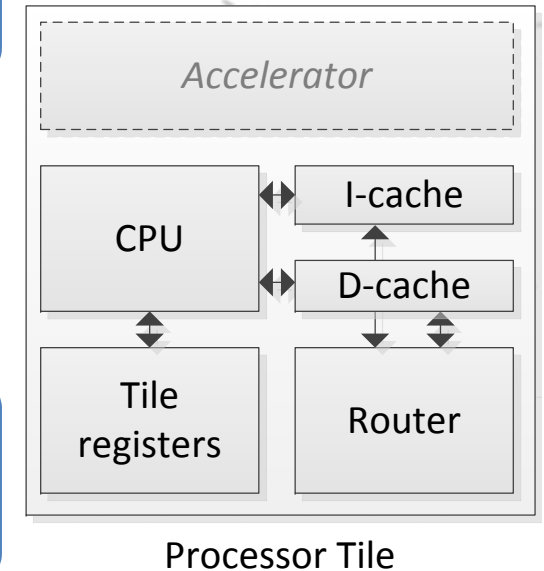 Accelerator
CPU
I-cache
D-cache
Tile
registers
Router
Processor Tile